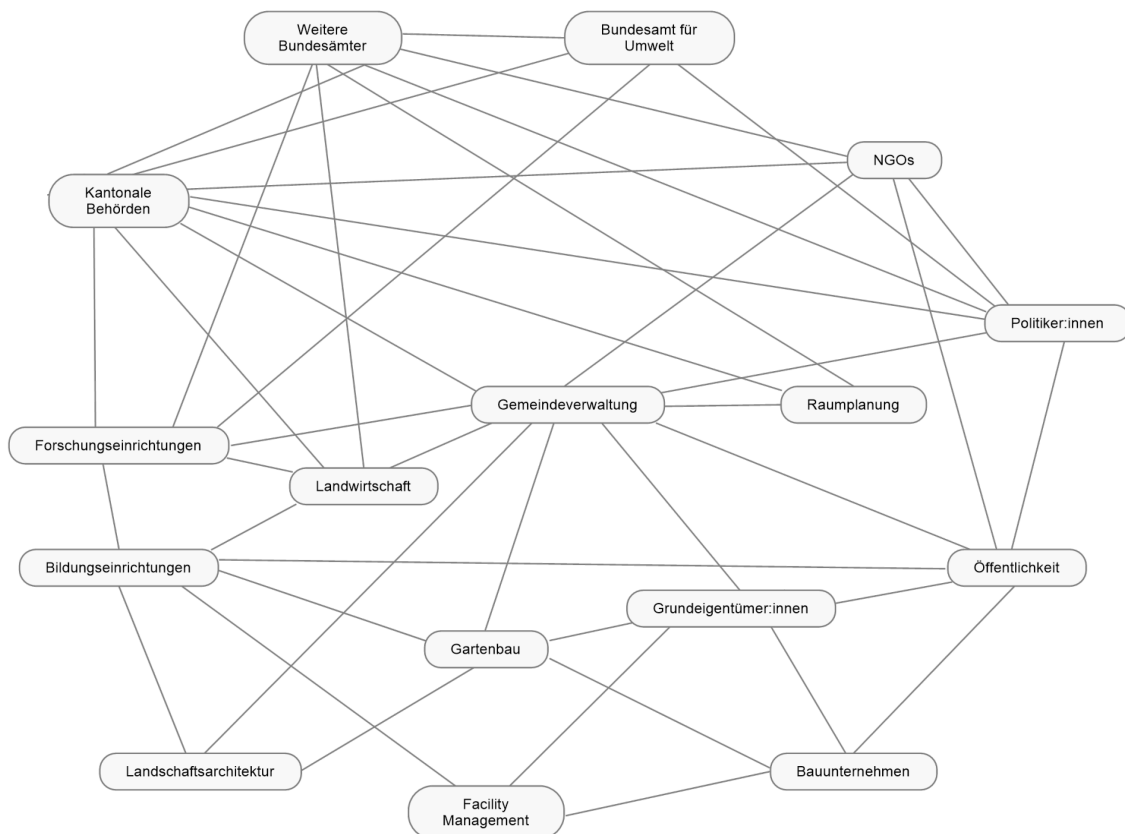 Weitere
Bundesämter
Bundesamt für
Umwelt
NGOs
Kantonale
Behörden
Politiker:innen
Gemeindeverwaltung
Raumplanung
Forschungseinrichtungen
Landwirtschaft
Bildungseinrichtungen
Öffentlichkeit
Grundeigentümer:innen
Gartenbau
Landschaftsarchitektur
Bauunternehmen
Facility
Management